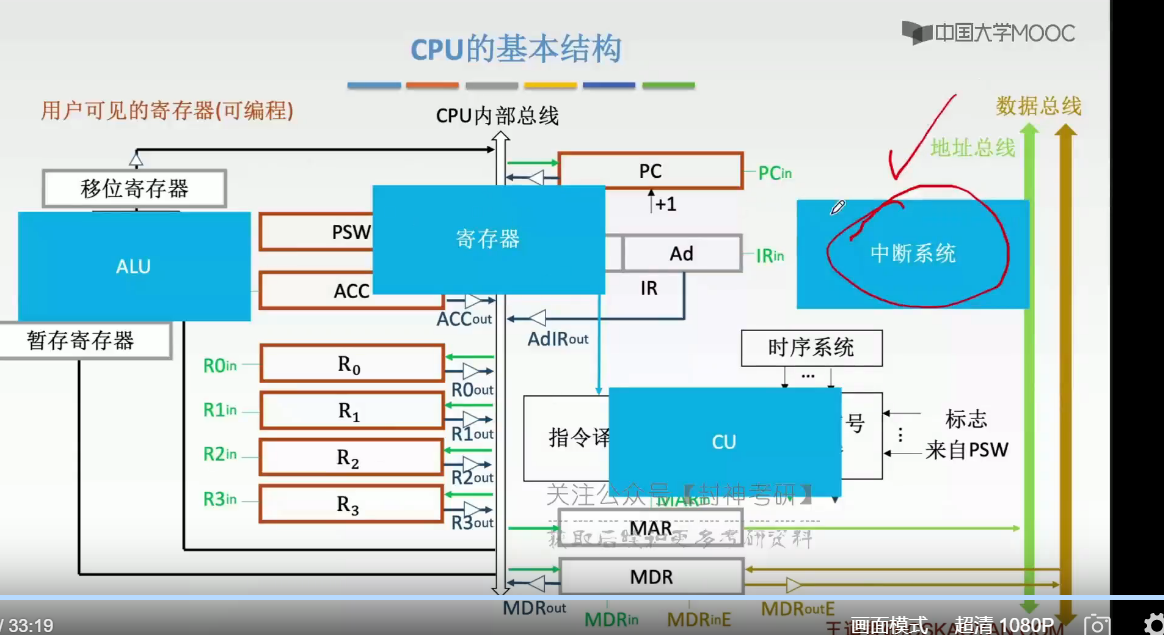 中国大学MOOC
CPU的基本结构
用户可见的寄存器(可编程)
CPU内部总线
数据总线
地址总线
移位寄存器
PC
PCin
+1
ALU
PSW
寄存器
Ad
IRin
中断系统
ACC
IR
ACCout
AdIRout
暂存寄存器
时序系统
...
R0in
R0
R0out
R1in
R1
R1out
指令译
CU
号
标志
来自PSW
R2in
R2
R2out
关注公众号【封神考研】
MARin
R3in
R3
R3out
MAR
获取后续和更多考研资料
MDR
MDRout
MDRin
MDRinE
MDRoutE
/ 33:19
画面模式
超清 1080P